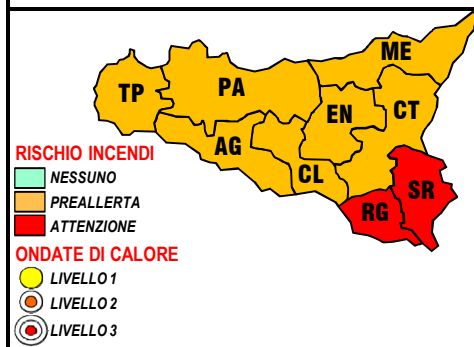 ME
TP
PA
EN
CT
AG
CL
SR
RG
RISCHIO INCENDI
NESSUNO
PREALLERTA
ATTENZIONE
ONDATE DI CALORE
LIVELLO 1
LIVELLO 2
LIVELLO 3